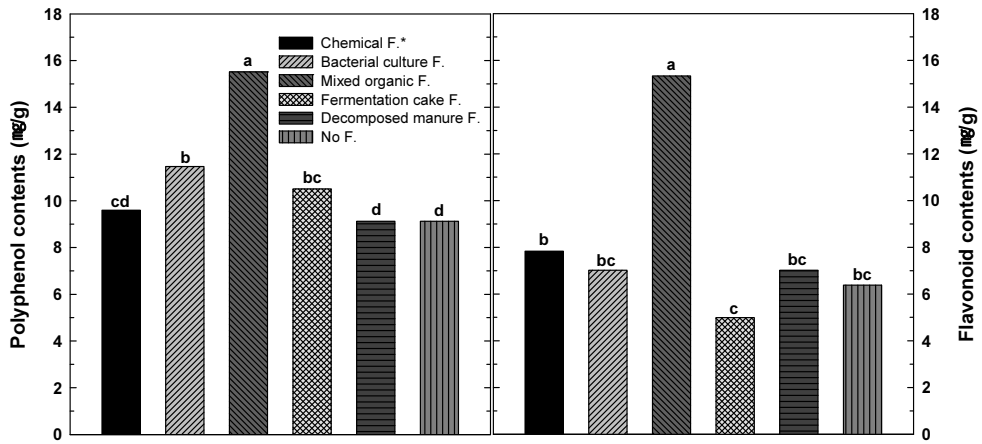 Polyphenol contents (㎎/g)
18
16
14
12
10
8
6
4
2
0
cd
b
a
bc
d
d
Chemical F.*
Bacterial culture F.
Mixed organic F.
Fermentation cake F.
Decomposed manure F.
No F.
b
bc
a
c
bc
bc
18
16
14
12
10
8
6
4
2
0
Flavonoid contents (㎎/g)